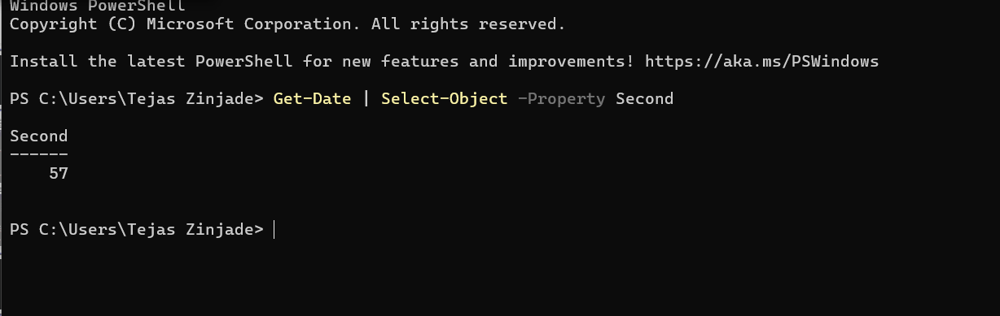 Windows PowerShell
Copyright (C) Microsoft Corporation. All rights reserved.
Install the latest PowerShell for new features and improvements! https://aka.ms/PSWindows
PS C:\Users\Tejas Zinjade> Get-Date | Select-Object -Property Second
Second
------
57
PS C:\Users\Tejas Zinjade>